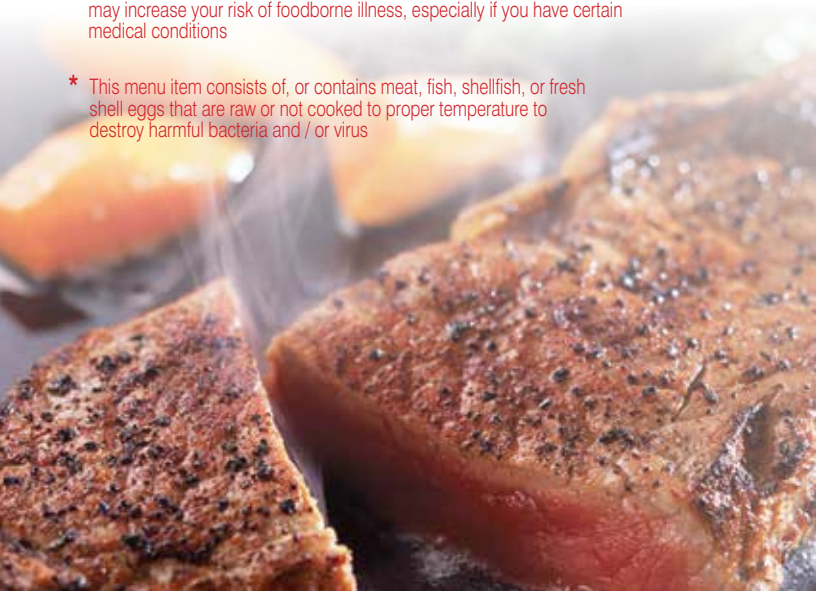 may increase your risk of foodborne illness, especially if you have certain
medical conditions
* This menu item consists of, or contains meat, fish, shellfish, or fresh
shell eggs that are raw or not cooked to proper temperature to
destroy harmful bacteria and / or virus